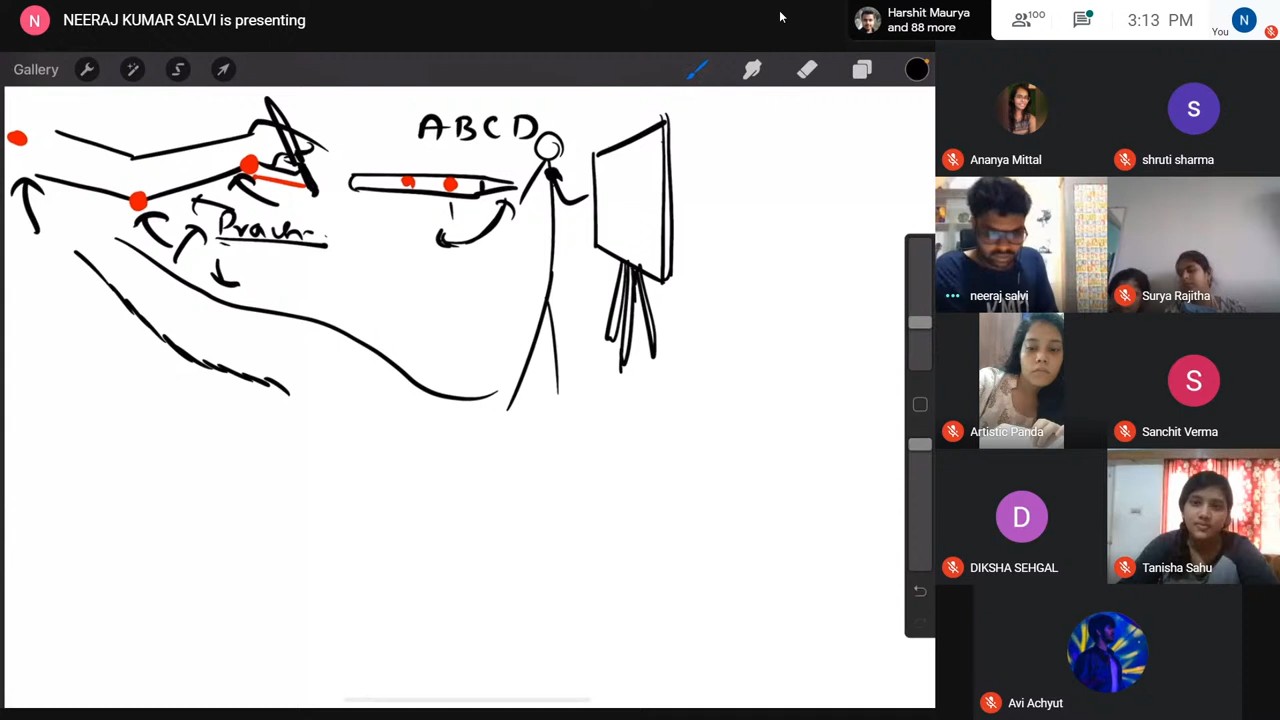 N NEERAJ KUMAR SALVI is presenting
Harshit Maurya
and 88 more
100
3:13 PM
You
N
Gallery
A B C D
Ananya Mittal
S
shruti sharma
neeraj salvi
Surya Rajitha
Artistic Panda
S
Sanchit Verma
D
DIKSHA SEHGAL
Tanisha Sahu
Avi Achyut